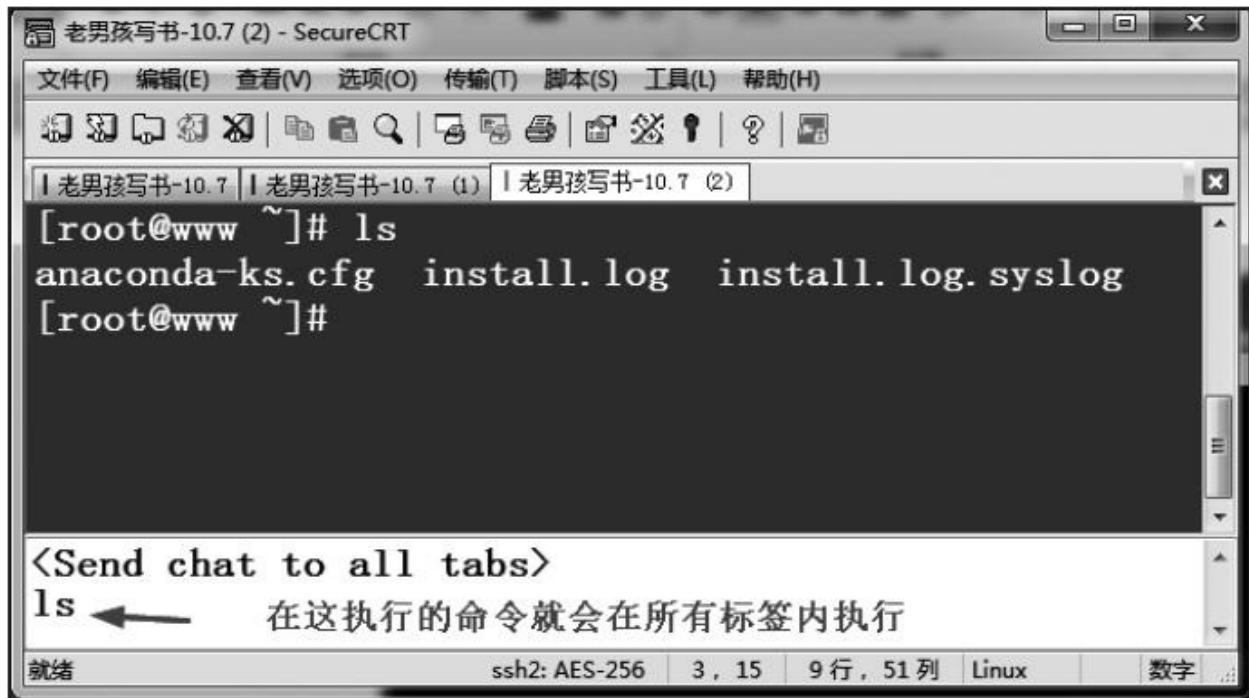 老男孩写书-10.7 (2) - SecureCRT
文件(F) 编辑(E) 查看(V) 选项(O) 传输(T) 脚本(S) 工具(L) 帮助(H)
老男孩写书-10.7 老男孩写书-10.7 (1) 老男孩写书-10.7 (2)
[root@www ~]# ls
anaconda-ks.cfg install.log install.log.syslog
[root@www ~]#
<Send chat to all tabs>
ls 在这执行的命令就会在所有标签内执行
就绪 ssh2: AES-256 3, 15 9行, 51列 Linux 数字